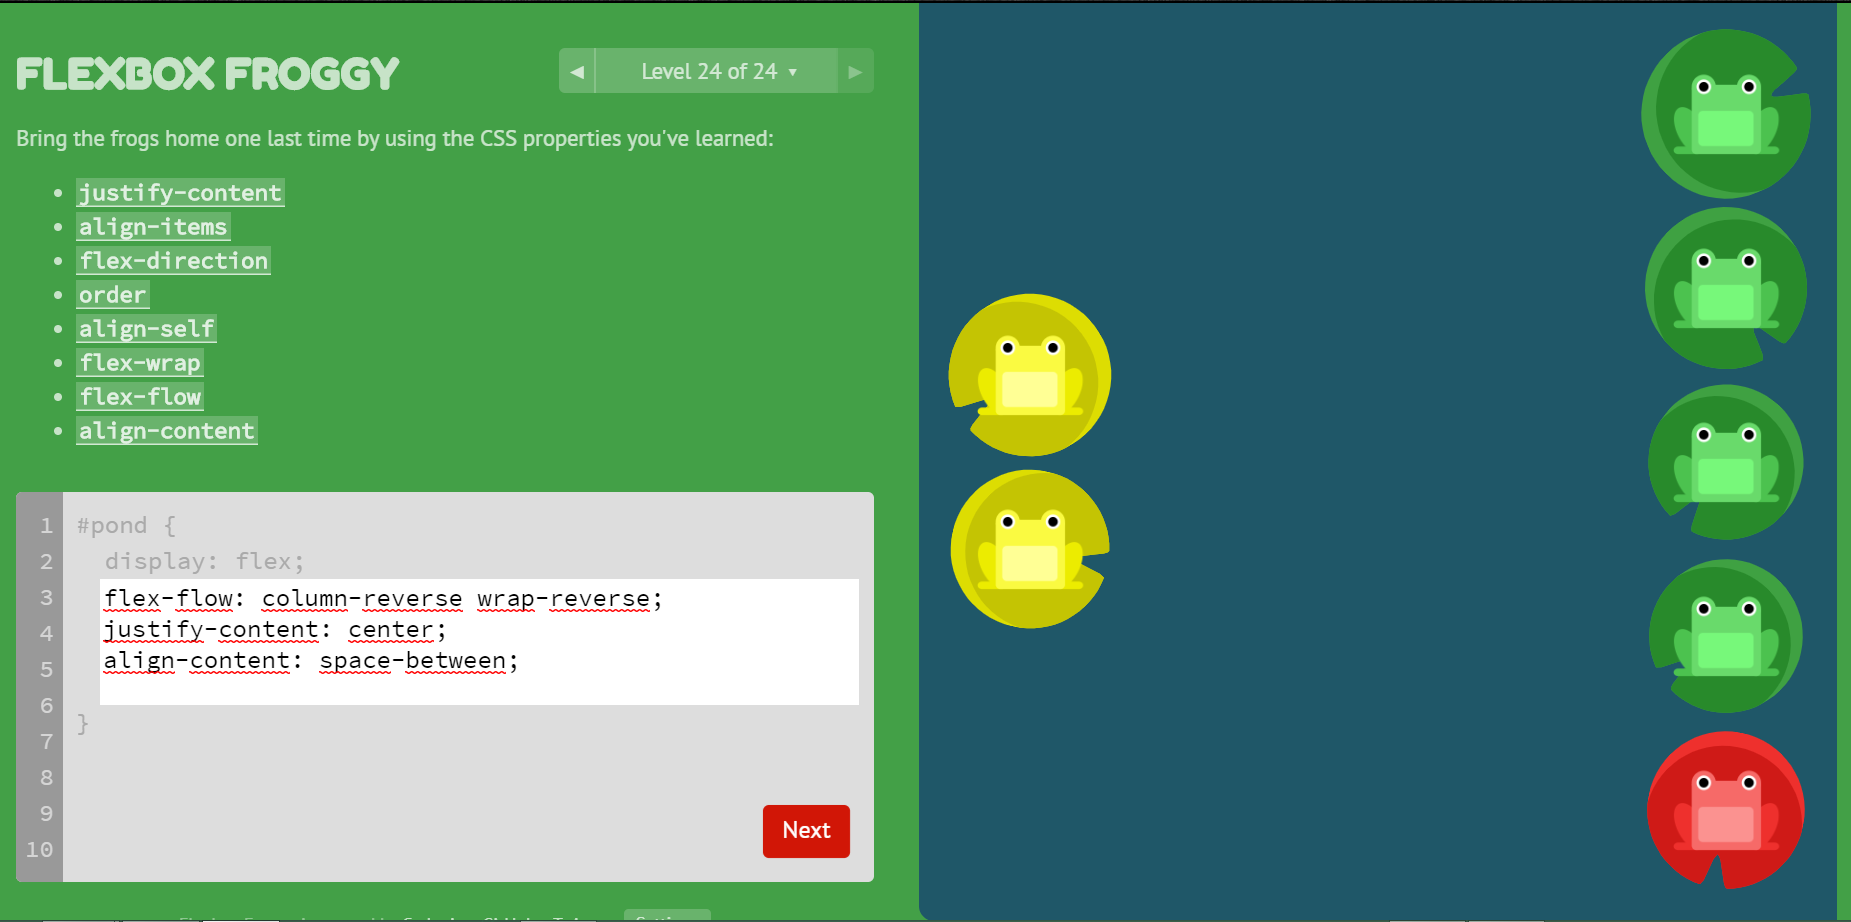 FLEXBOX FROGGY
◀ Level 24 of 24 ▼ ▶
Bring the frogs home one last time by using the CSS properties you've learned:
• justify-content
• align-items
• flex-direction
• order
• align-self
• flex-wrap
• flex-flow
• align-content
1 #pond {
2 display: flex;
3 flex-flow: column-reverse wrap-reverse;
4 justify-content: center;
5 align-content: space-between;
6
7 }
8
9
10
Next